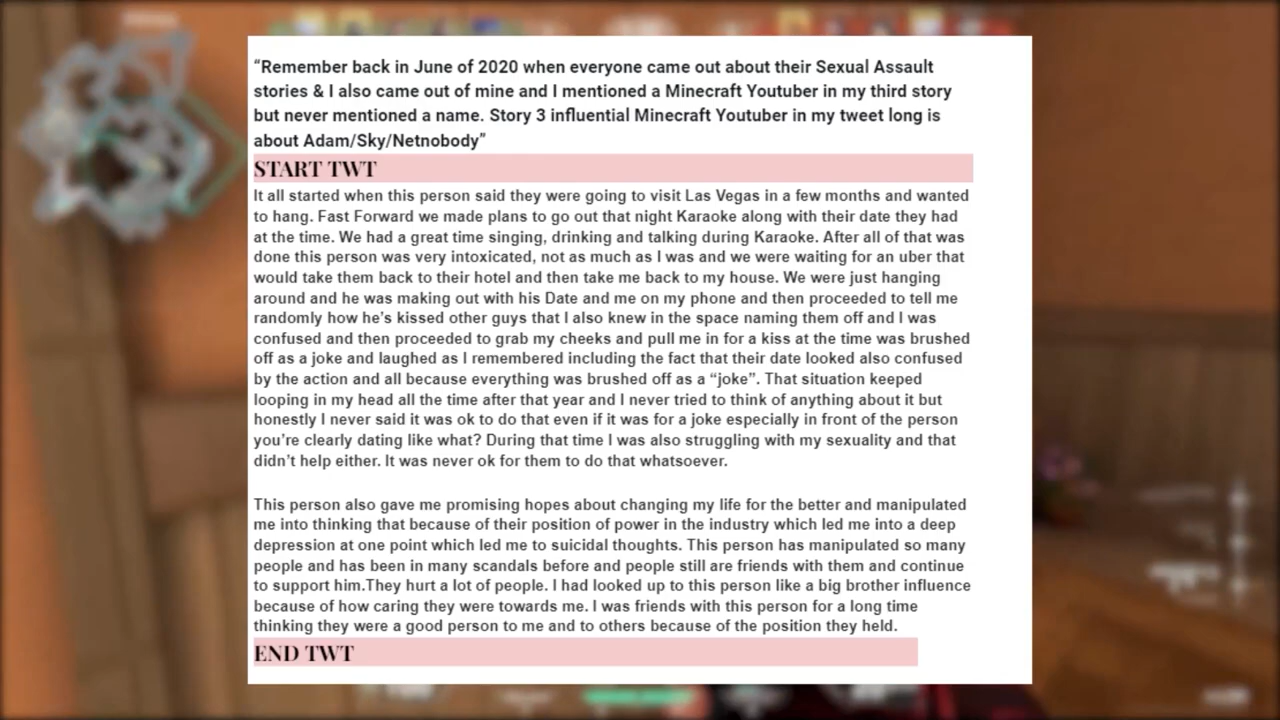 “Remember back in June of 2020 when everyone came out about their Sexual Assault
stories & I also came out of mine and I mentioned a Minecraft Youtuber in my third story
but never mentioned a name. Story 3 influential Minecraft Youtuber in my tweet long is
about Adam/Sky/Netnobody”
START TWT
It all started when this person said they were going to visit Las Vegas in a few months and wanted
to hang. Fast Forward we made plans to go out that night Karaoke along with their date they had
at the time. We had a great time singing, drinking and talking during Karaoke. After all of that was
done this person was very intoxicated, not as much as I was and we were waiting for an uber that
would take them back to their hotel and then take me back to my house. We were just hanging
around and he was making out with his Date and me on my phone and then proceeded to tell me
randomly how he’s kissed other guys that I also knew in the space naming them off and I was
confused and then proceeded to grab my cheeks and pull me in for a kiss at the time was brushed
off as a joke and laughed as I remembered including the fact that their date looked also confused
by the action and all because everything was brushed off as a “joke”. That situation keeped
looping in my head all the time after that year and I never tried to think of anything about it but
honestly I never said it was ok to do that even if it was for a joke especially in front of the person
you’re clearly dating like what? During that time I was also struggling with my sexuality and that
didn’t help either. It was never ok for them to do that whatsoever.
This person also gave me promising hopes about changing my life for the better and manipulated
me into thinking that because of their position of power in the industry which led me into a deep
depression at one point which led me to suicidal thoughts. This person has manipulated so many
people and has been in many scandals before and people still are friends with them and continue
to support him.They hurt a lot of people. I had looked up to this person like a big brother influence
because of how caring they were towards me. I was friends with this person for a long time
thinking they were a good person to me and to others because of the position they held.
END TWT